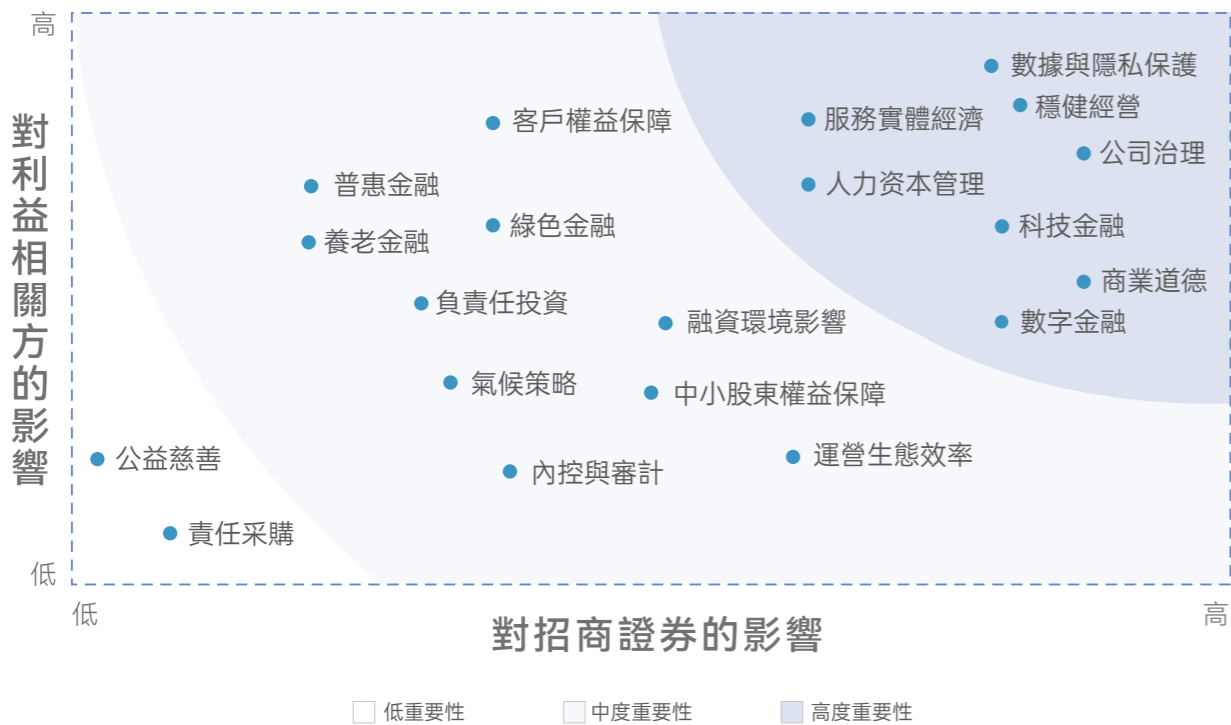 高
對利益相關方的影響
低
數據與隱私保護
穩健經營
客戶權益保障
服務實體經濟
公司治理
普惠金融
人力资本管理
綠色金融
科技金融
養老金融
商業道德
負責任投資
融資環境影響
數字金融
氣候策略
中小股東權益保障
公益慈善
運營生態效率
內控與審計
責任采購
低
高
對招商證券的影響
低重要性
中度重要性
高度重要性